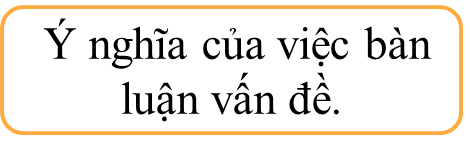 Ý nghĩa của việc bàn
luận vấn đề.